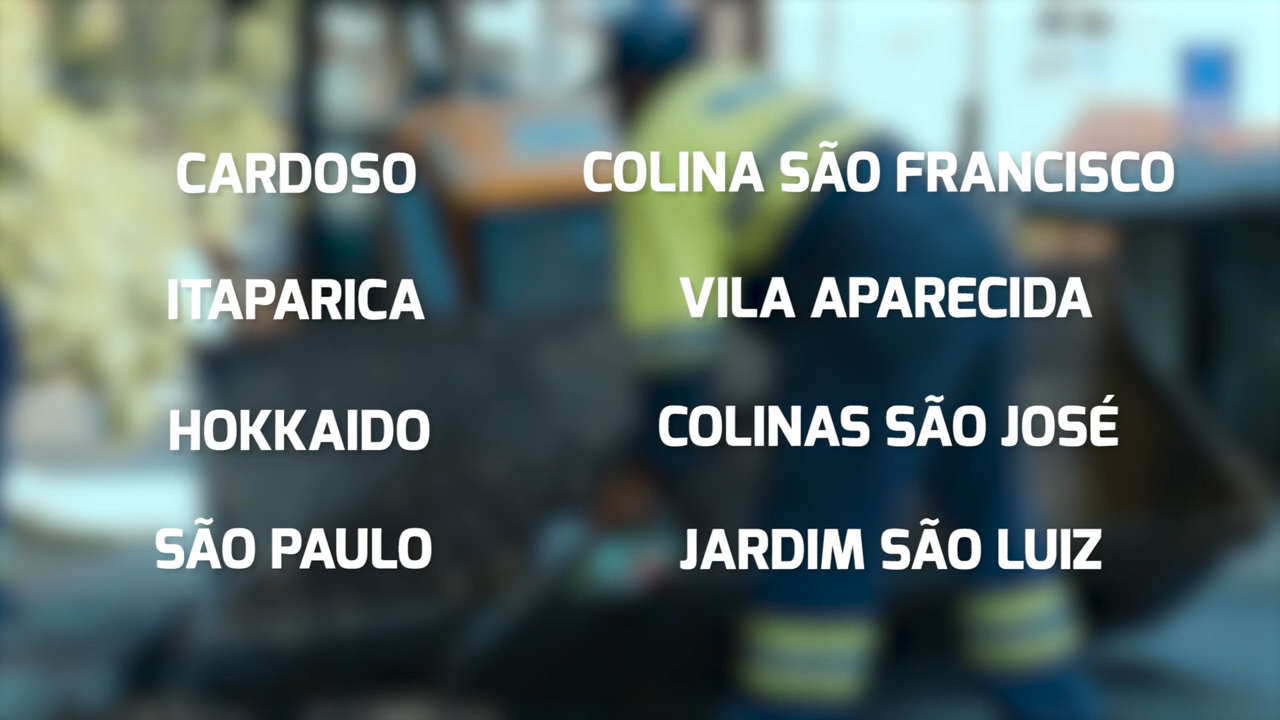 CARDOSO
COLINA SÃO FRANCISCO
ITAPARICA
VILA APARECIDA
HOKKAIDO
COLINAS SÃO JOSÉ
SÃO PAULO
JARDIM SÃO LUIZ